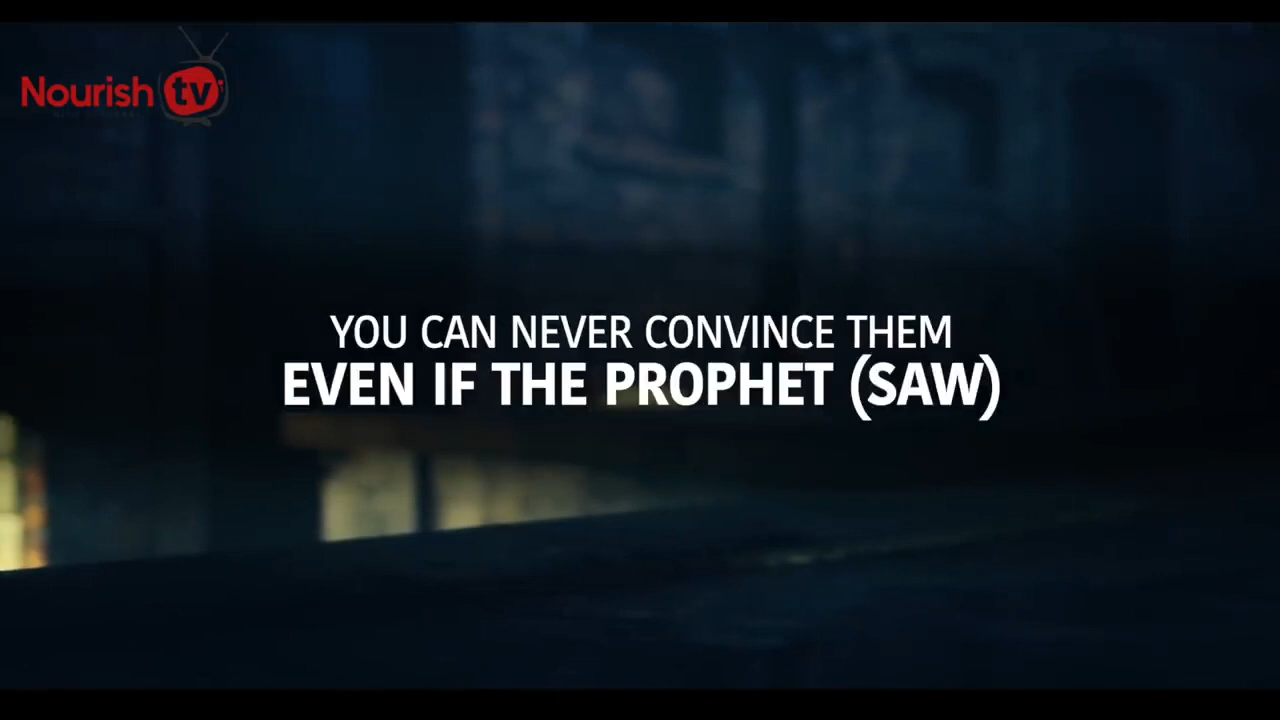 Nourish tv
YOU CAN NEVER CONVINCE THEM
EVEN IF THE PROPHET (SAW)